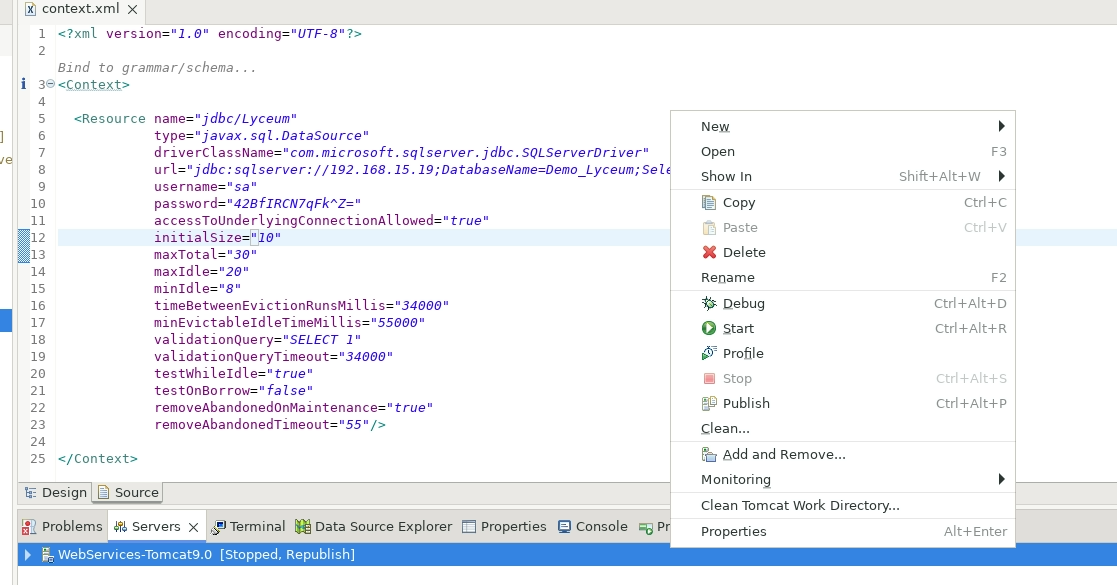 context.xml
1 <?xml version="1.0" encoding="UTF-8"?>
2
Bind to grammar/schema...
3 <Context>
4
5 <Resource name="jdbc/Lyceum"
6 type="javax.sql.DataSource"
7 driverClassName="com.microsoft.sqlserver.jdbc.SQLServerDriver"
8 url="jdbc:sqlserver://192.168.15.19;DatabaseName=Demo_Lyceum;Sele
9 username="sa"
10 password="42BfIRCN7qFk^Z="
11 accessToUnderlyingConnectionAllowed="true"
12 initialSize="10"
13 maxTotal="30"
14 maxIdle="20"
15 minIdle="8"
16 timeBetweenEvictionRunsMillis="34000"
17 minEvictableIdleTimeMillis="55000"
18 validationQuery="SELECT 1"
19 validationQueryTimeout="34000"
20 testWhileIdle="true"
21 testOnBorrow="false"
22 removeAbandonedOnMaintenance="true"
23 removeAbandonedTimeout="55"/>
24
25 </Context>
New
Open F3
Show In Shift+Alt+W
Copy Ctrl+C
Paste Ctrl+V
Delete
Rename F2
Debug Ctrl+Alt+D
Start Ctrl+Alt+R
Profile
Stop Ctrl+Alt+S
Publish Ctrl+Alt+P
Clean...
Add and Remove...
Monitoring
Clean Tomcat Work Directory...
Properties Alt+Enter
Design Source
Problems Servers Terminal Data Source Explorer Properties Console Pr
WebServices-Tomcat9.0 [Stopped, Republish]